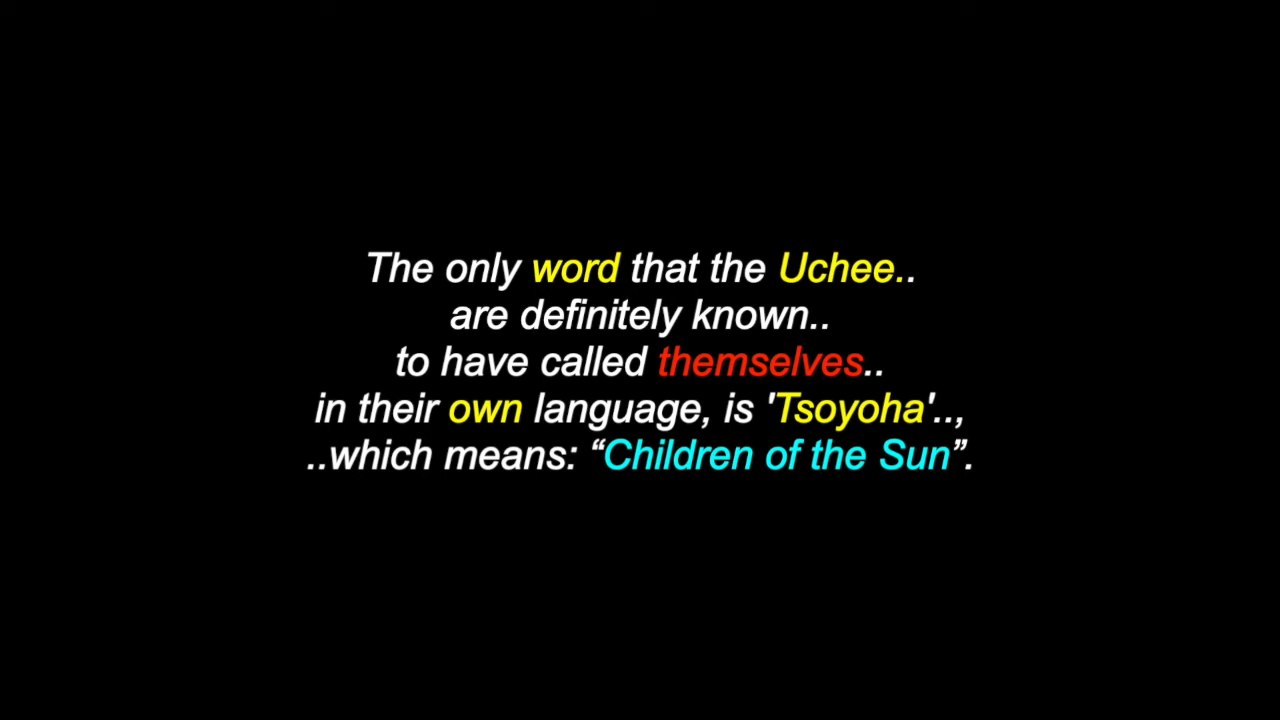 The only word that the Uchee..
are definitely known..
to have called themselves..
in their own language, is 'Tsoyoha'..,
..which means: “Children of the Sun”.